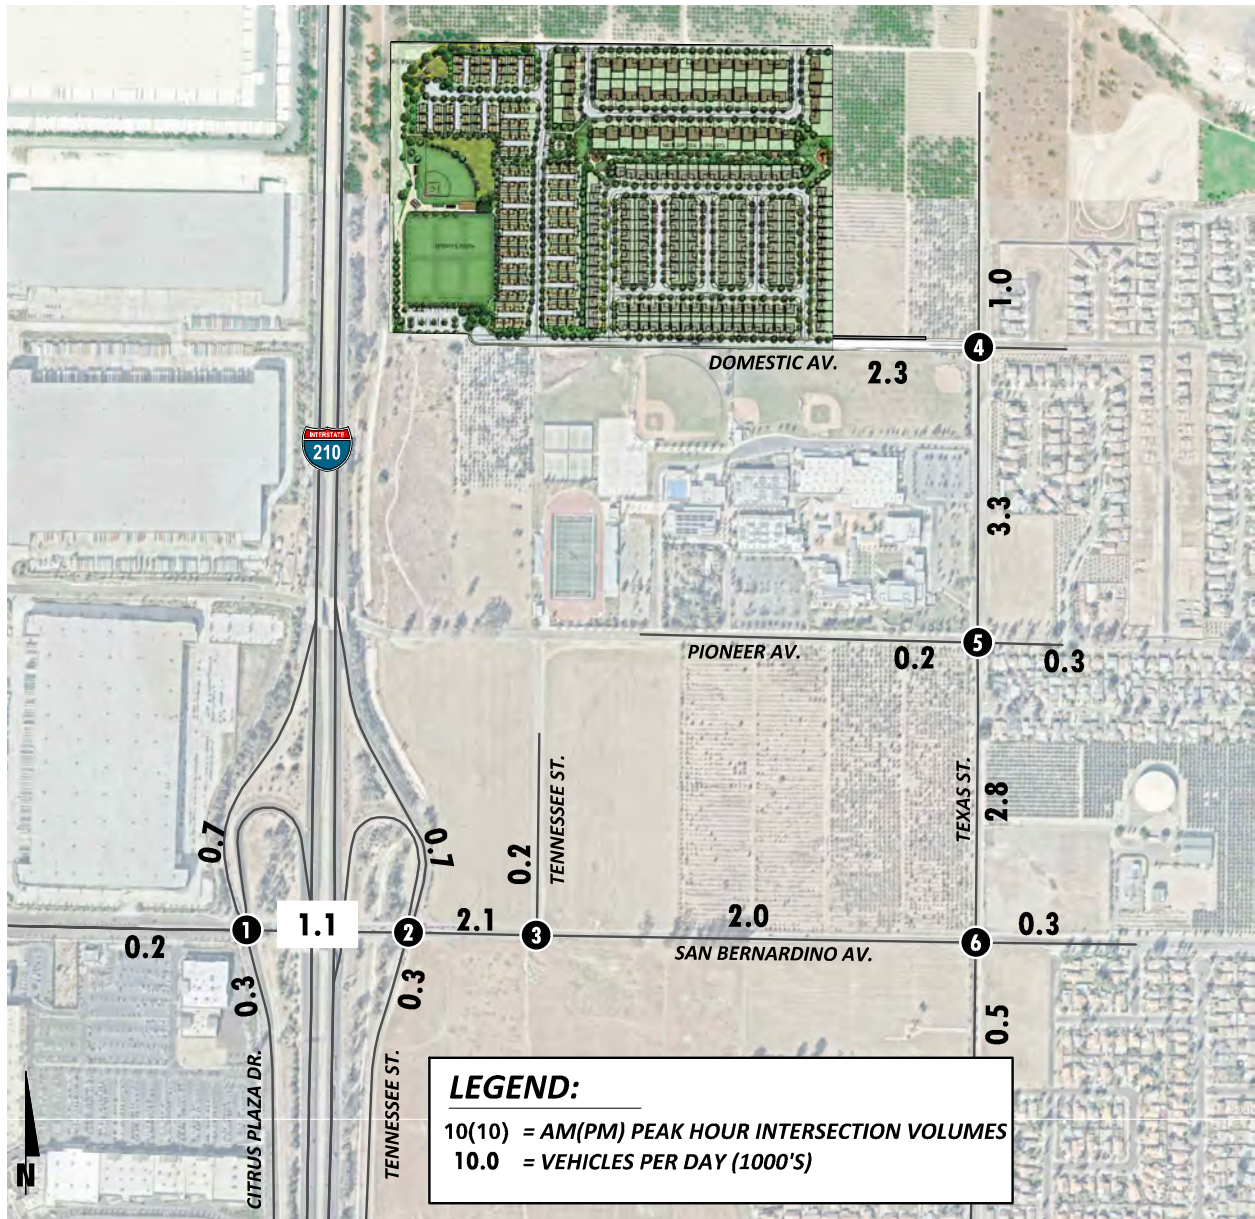 1.0
4
DOMESTIC AV.
2.3
INTERSTATE
210
3.3
5
PIONEER AV.
0.2
0.3
TENNESSEE ST.
TEXAS ST.
2.8
0.7
0.7
0.2
1
1.1
2
2.1
3
2.0
6
0.3
0.2
SAN BERNARDINO AV.
0.3
0.3
0.5
CITRUS PLAZA DR.
TENNESSEE ST.
LEGEND:
10(10) = AM(PM) PEAK HOUR INTERSECTION VOLUMES
10.0 = VEHICLES PER DAY (1000'S)
N